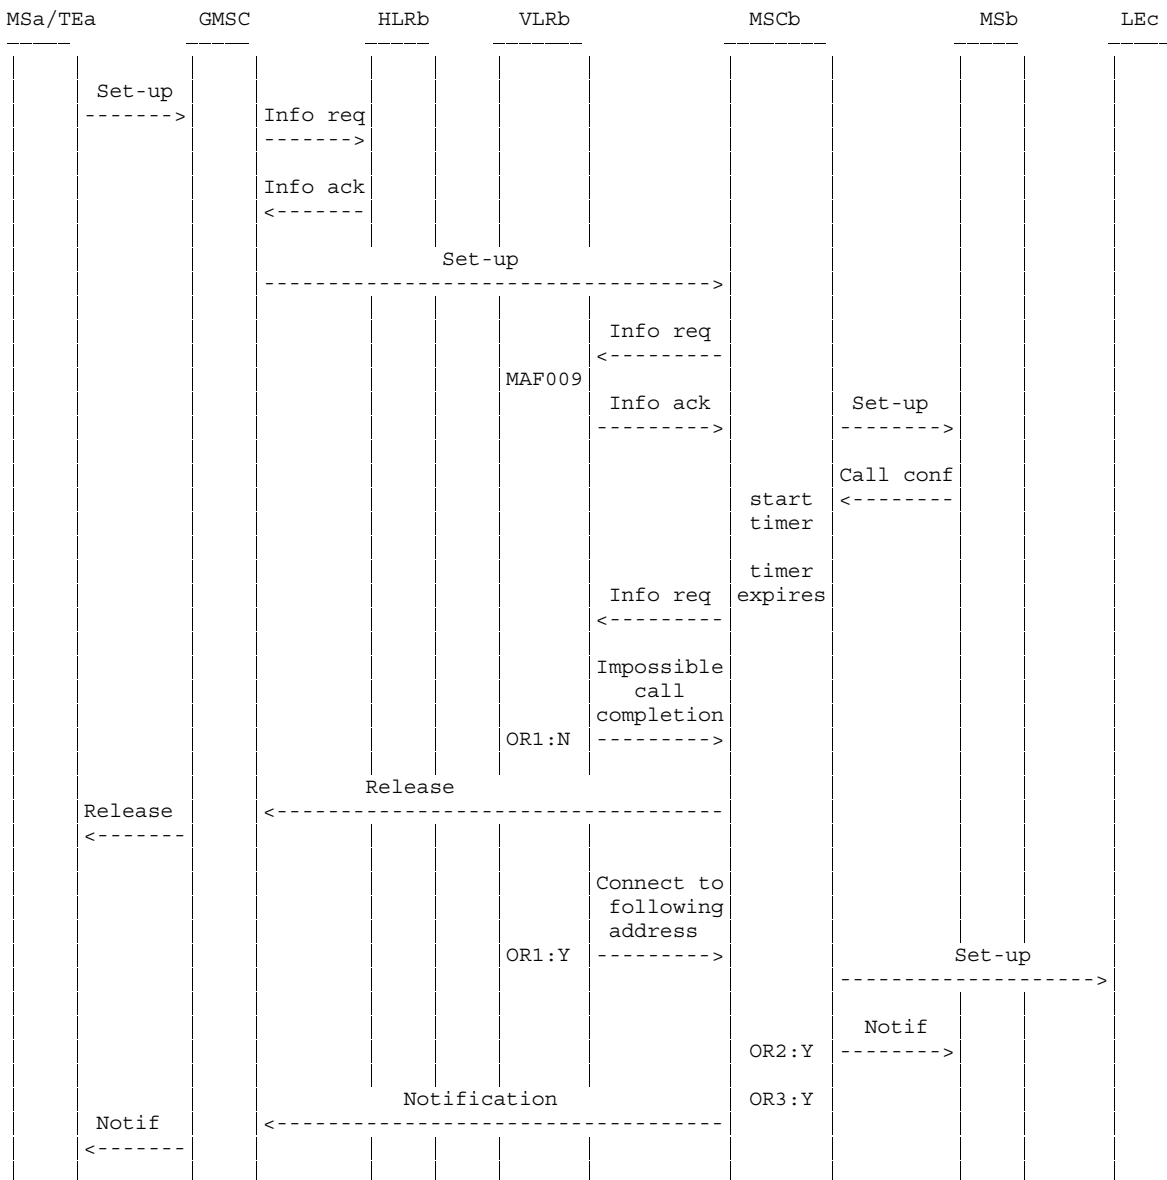 MSa/TEa GMSC HLRb VLRb MSCb MSb LEc
Set-up
-------> Info req
------->
Info ack
<-------
Set-up
----------------------------------->
Info req
<---------
MAF009
Info ack Set-up
---------> -------->
Call conf
start <--------
timer
timer
Info req expires
<---------
Impossible
call
completion
OR1:N --------->
Release
Release <-----------------------------------
<-------
Connect to
following
address
OR1:Y ---------> Set-up
-------------------->
Notif
OR2:Y -------->
Notification OR3:Y
Notif <-----------------------------------
<-------